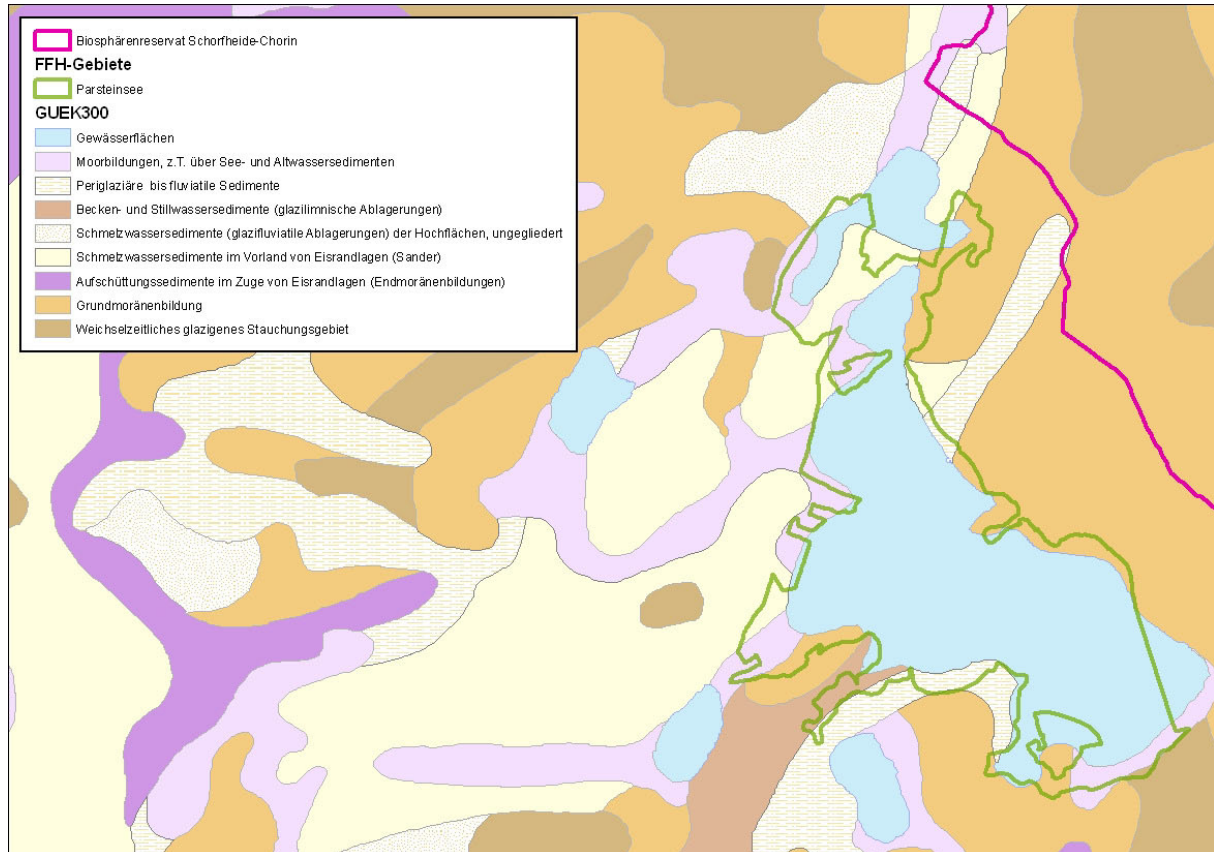 Biosphärenreservat Schorfheide-Chorin
FFH-Gebiete
Parsteinsee
GUEK300
Gewässerflächen
Moorbildungen, z.T. über See- und Altwassersedimenten
Periglaziäre bis fluviatile Sedimente
Becken- und Stillwassersedimente (glazilimnische Ablagerungen)
Schmelzwassersedimente (glazifluviatile Ablagerungen) der Hochflächen, ungegliedert
Schmelzwassersedimente im Vorland von Eisrandlagen (Sander)
Aufschüttungssedimente im Zuge von Eisrandlagen (Endmoränenbildungen)
Grundmoränenbildung
Weichselzeitliches glazigenes Stauchungsgebiet